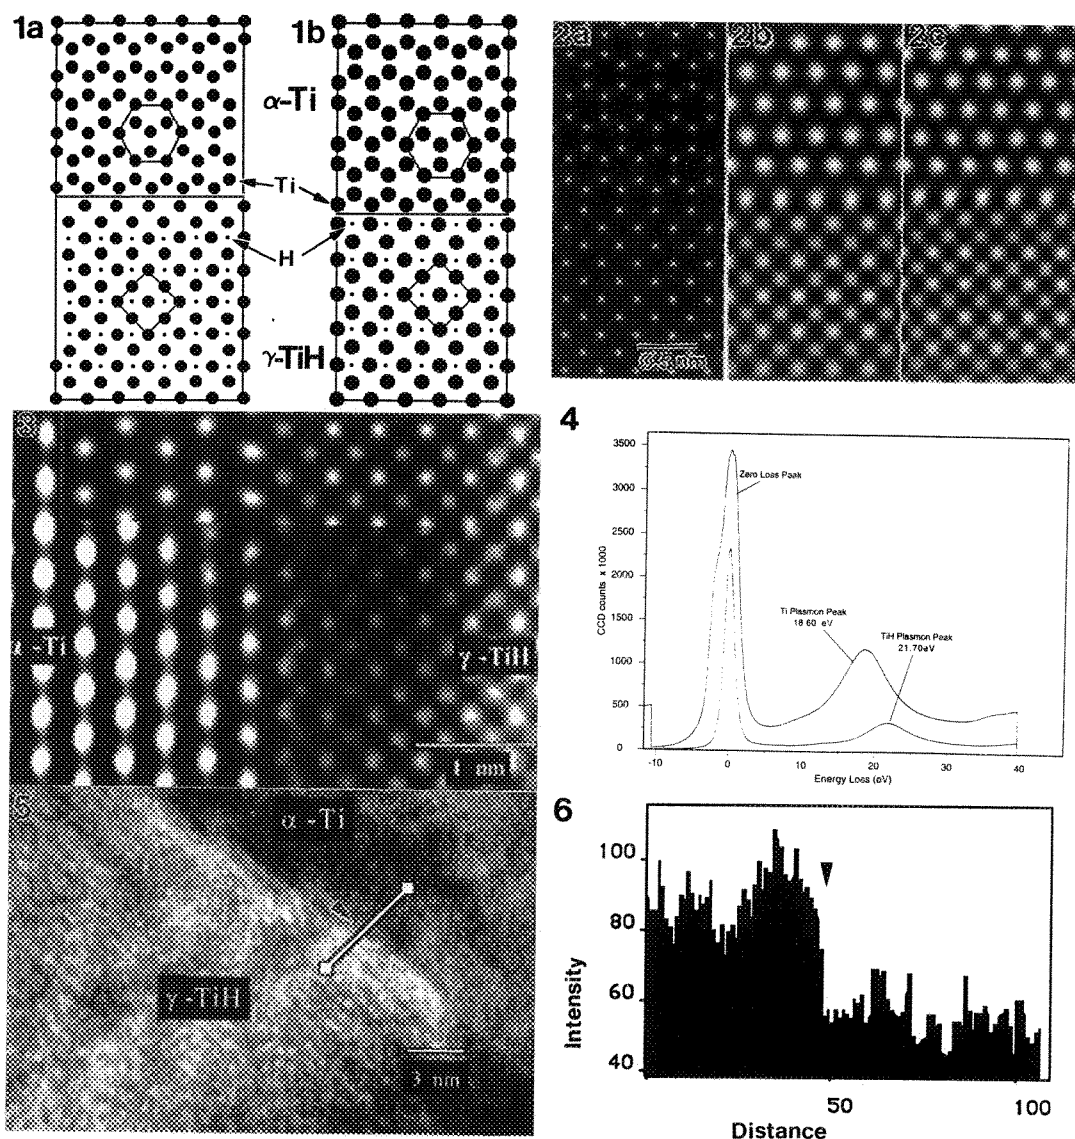 1a
1b
α-Ti
Ti
H
γ-TiH
2a
2b
2c
α -Ti
γ -TiH
1 nm
4
3500
3000
2500
2000
1500
1000
500
0
CCD counts x 1000
Zero Loss Peak
Ti Plasmon Peak
18.60 eV
TiH Plasmon Peak
21.70eV
-10
0
10
20
30
40
Energy Loss (eV)
5
α -Ti
γ -TiH
3 nm
6
100
80
60
40
Intensity
50
100
Distance